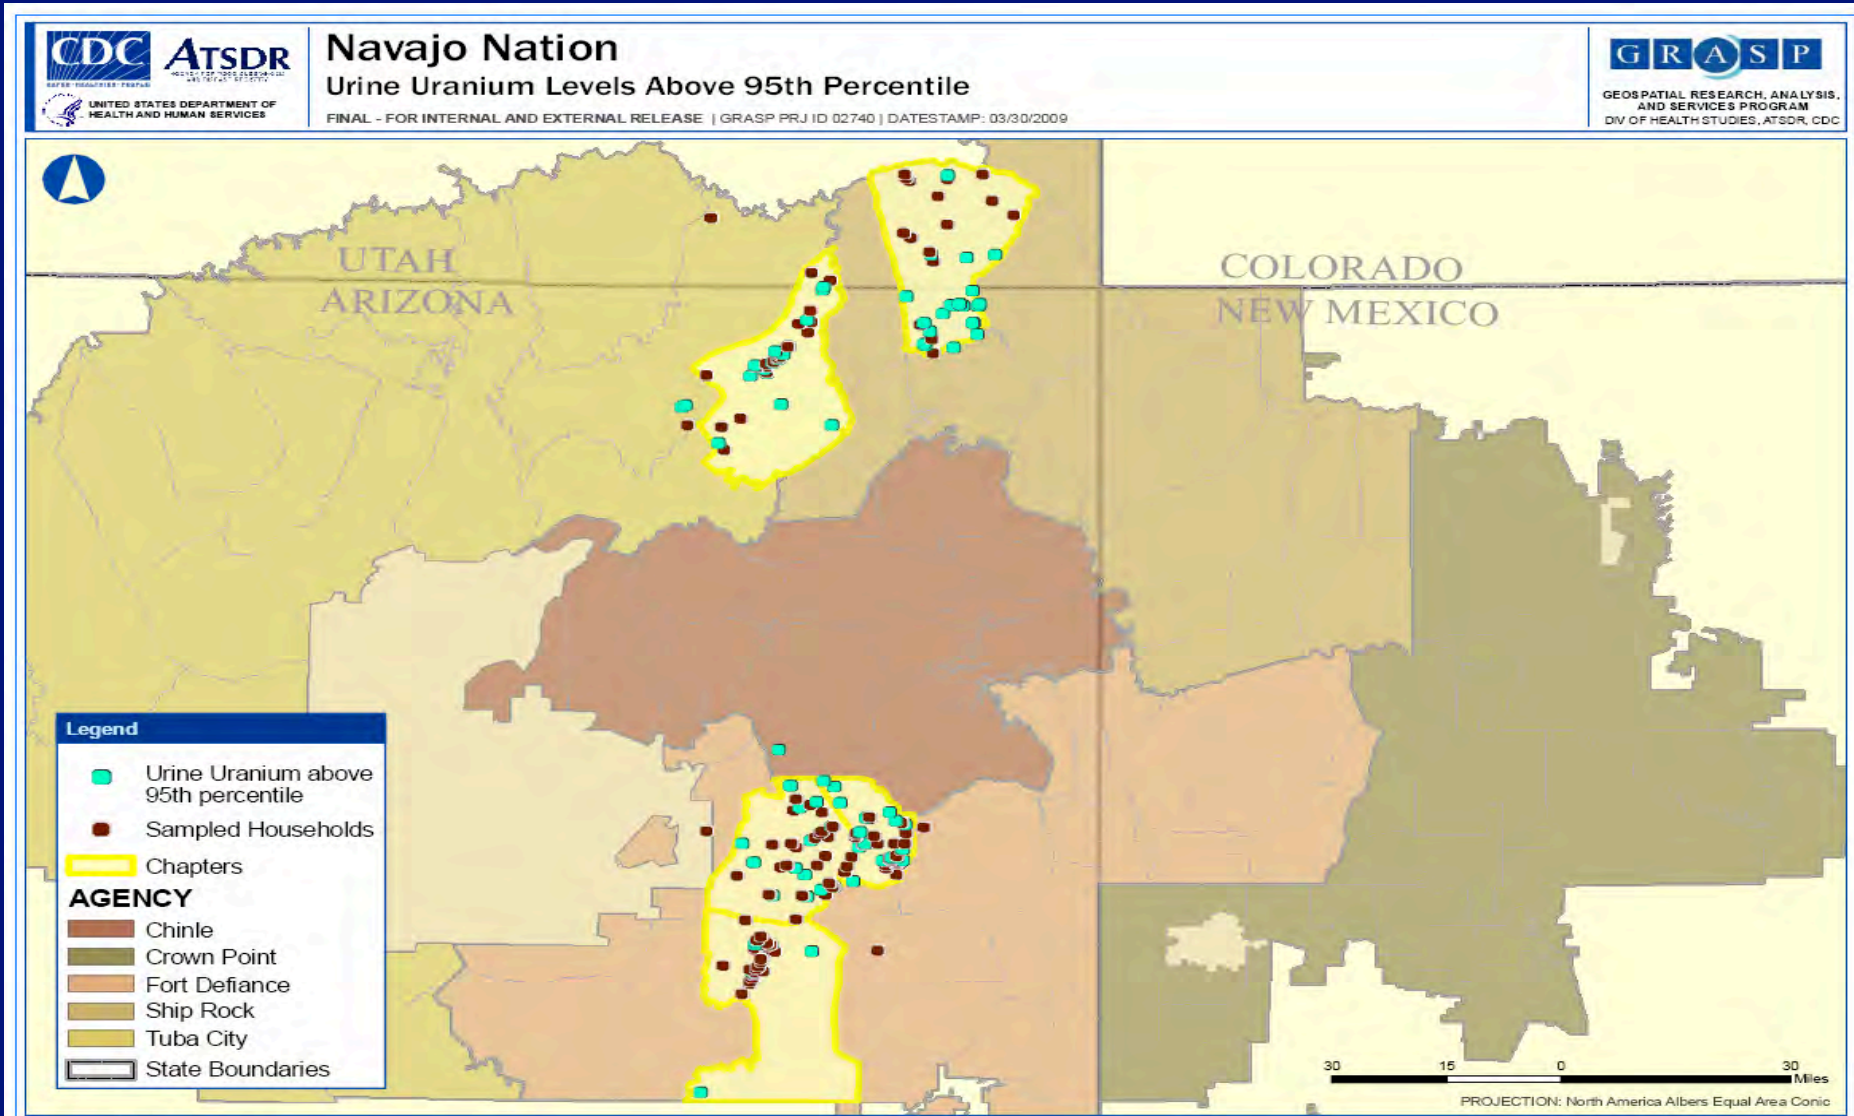 CDC
ATSDR
UNITED STATES DEPARTMENT OF
HEALTH AND HUMAN SERVICES
Navajo Nation
Urine Uranium Levels Above 95th Percentile
FINAL - FOR INTERNAL AND EXTERNAL RELEASE | GRASP PRJ ID 02740 | DATESTAMP: 03/30/2009
GRASP
GEOSPATIAL RESEARCH, ANALYSIS,
AND SERVICES PROGRAM
DIV OF HEALTH STUDIES, ATSDR, CDC
UTAH
ARIZONA
COLORADO
NEW MEXICO
Legend
Urine Uranium above
95th percentile
Sampled Households
Chapters
AGENCY
Chinle
Crown Point
Fort Defiance
Ship Rock
Tuba City
State Boundaries
30 15 0 30
Miles
PROJECTION: North America Albers Equal Area Conic